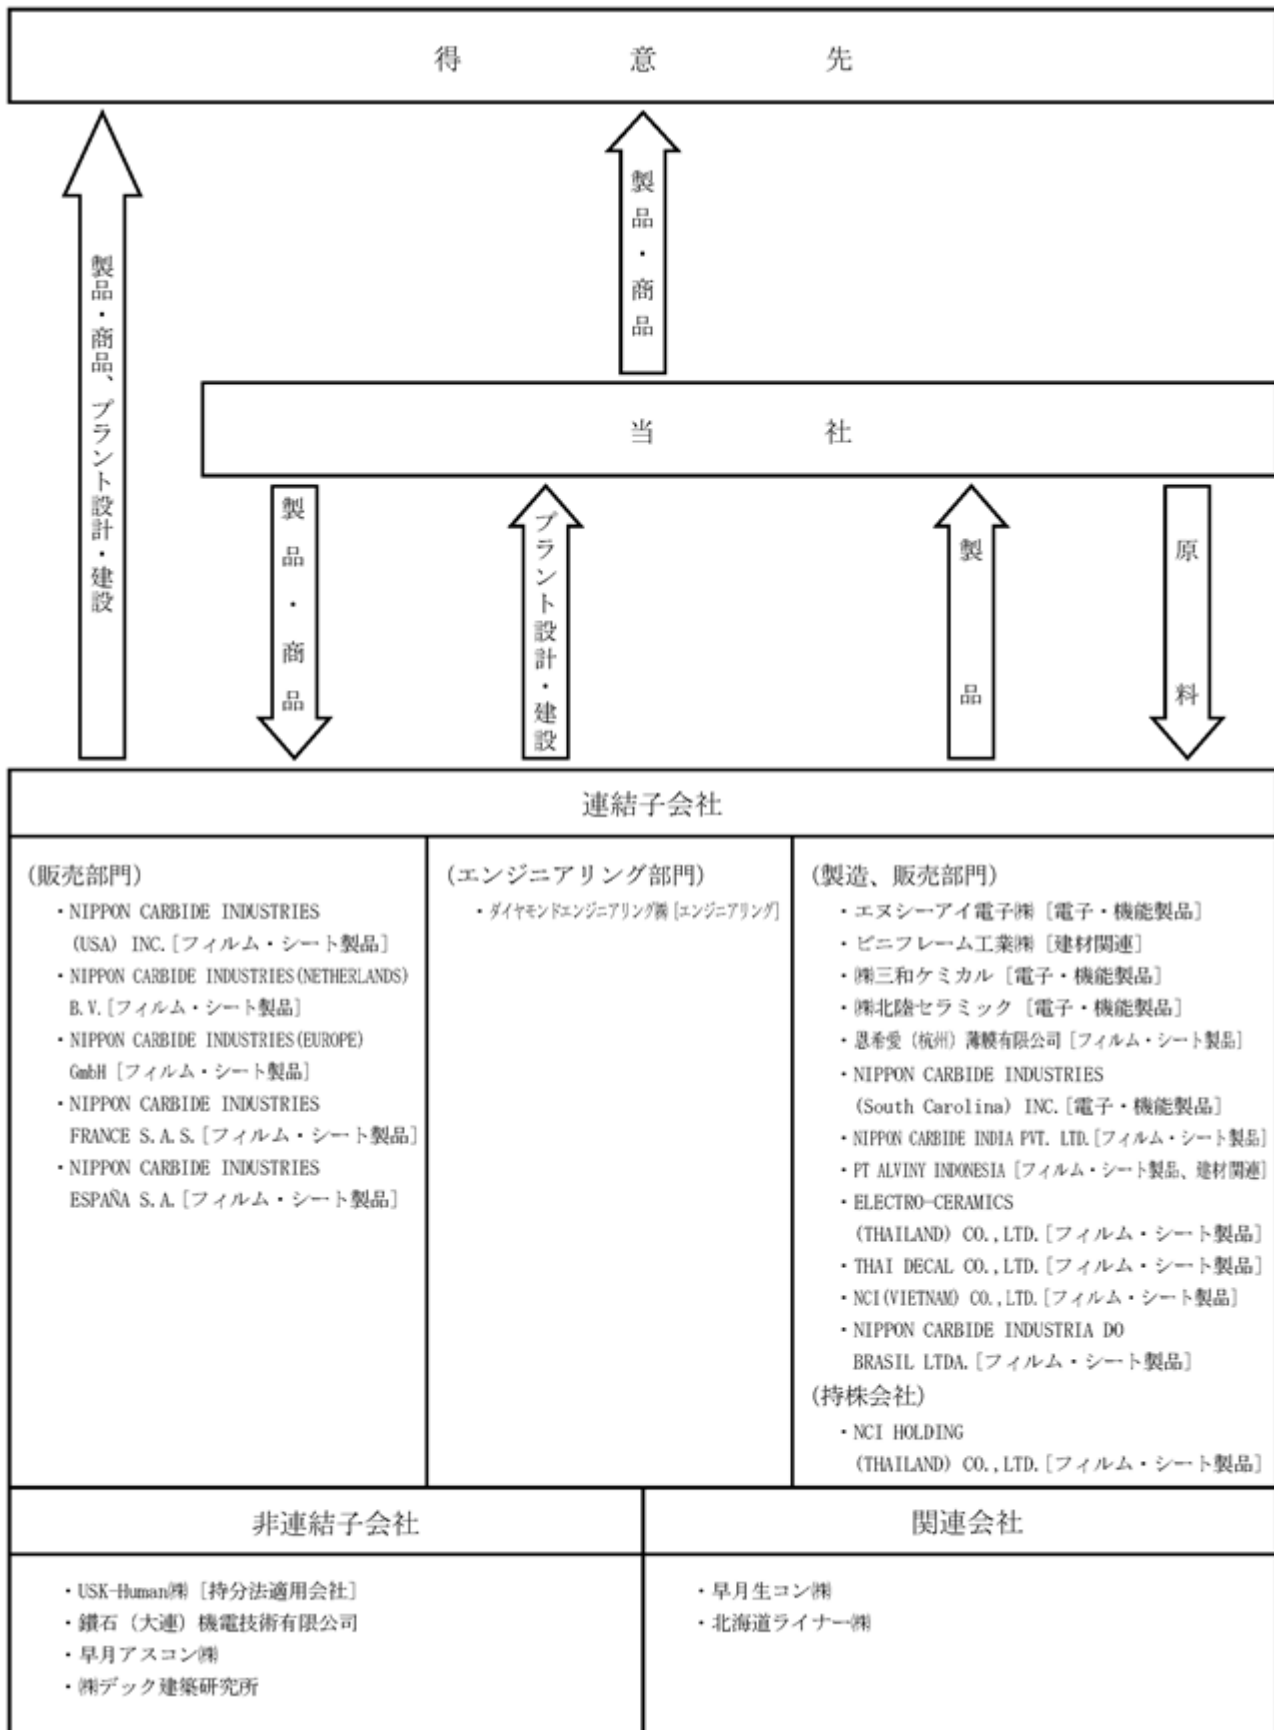 得意先
製品・商品、プラント設計・建設
製品・商品
当社
製品・商品
プラント設計・建設
製品
原料
連結子会社
(販売部門)
・NIPPON CARBIDE INDUSTRIES
(USA) INC.[フィルム・シート製品]
・NIPPON CARBIDE INDUSTRIES(NETHERLANDS)
B.V.[フィルム・シート製品]
・NIPPON CARBIDE INDUSTRIES(EUROPE)
GmbH [フィルム・シート製品]
・NIPPON CARBIDE INDUSTRIES
FRANCE S.A.S.[フィルム・シート製品]
・NIPPON CARBIDE INDUSTRIES
ESPAÑA S.A.[フィルム・シート製品]
(エンジニアリング部門)
・ダイヤモンドエンジニアリング㈱ [エンジニアリング]
(製造、販売部門)
・エヌシーアイ電子㈱ [電子・機能製品]
・ビニフレーム工業㈱ [建材関連]
・㈱三和ケミカル [電子・機能製品]
・㈱北陸セラミック [電子・機能製品]
・恩希愛（杭州）薄膜有限公司 [フィルム・シート製品]
・NIPPON CARBIDE INDUSTRIES
(South Carolina) INC.[電子・機能製品]
・NIPPON CARBIDE INDIA PVT. LTD.[フィルム・シート製品]
・PT ALVINY INDONESIA [フィルム・シート製品、建材関連]
・ELECTRO-CERAMICS
(THAILAND) CO.,LTD.[フィルム・シート製品]
・THAI DECAL CO.,LTD.[フィルム・シート製品]
・NCI(VIETNAM) CO.,LTD.[フィルム・シート製品]
・NIPPON CARBIDE INDUSTRIA DO
BRASIL LTDA.[フィルム・シート製品]
(持株会社)
・NCI HOLDING
(THAILAND) CO.,LTD.[フィルム・シート製品]
非連結子会社
・USK-Human㈱ [持分法適用会社]
・鑽石（大連）機電技術有限公司
・早月アスコン㈱
・㈱デック建築研究所
関連会社
・早月生コン㈱
・北海道ライナー㈱